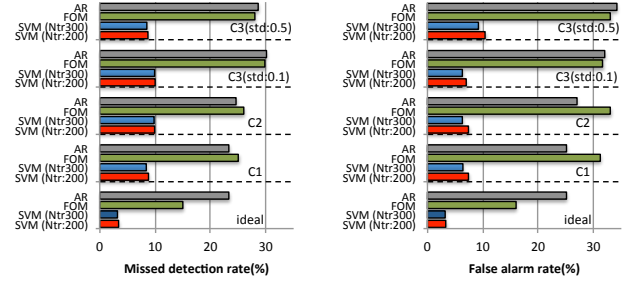 AR
FOM
SVM (Ntr300)
SVM (Ntr:200)
C3(std:0.5)
AR
FOM
SVM (Ntr300)
SVM (Ntr:200)
C3(std:0.1)
AR
FOM
SVM (Ntr300)
SVM (Ntr:200)
C2
AR
FOM
SVM (Ntr300)
SVM (Ntr:200)
C1
AR
FOM
SVM (Ntr300)
SVM (Ntr:200)
ideal
0 10 20 30
Missed detection rate(%)
AR
FOM
SVM (Ntr300)
SVM (Ntr:200)
C3(std:0.5)
AR
FOM
SVM (Ntr300)
SVM (Ntr:200)
C3(std:0.1)
AR
FOM
SVM (Ntr300)
SVM (Ntr:200)
C2
AR
FOM
SVM (Ntr300)
SVM (Ntr:200)
C1
AR
FOM
SVM (Ntr300)
SVM (Ntr:200)
ideal
0 10 20 30
False alarm rate(%)